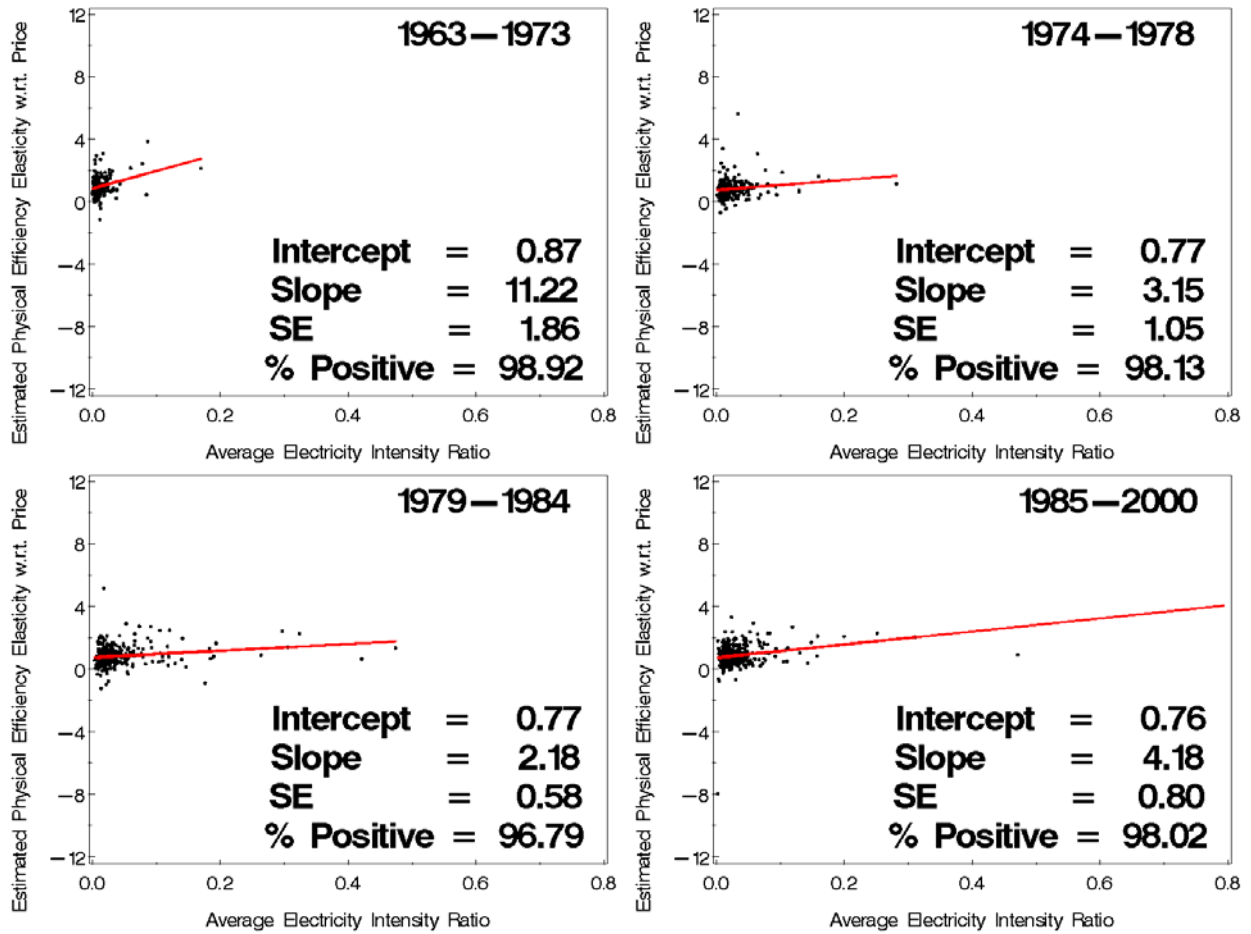 1963—1973
Estimated Physical Efficiency Elasticity w.r.t. Price
12
8
4
0
−4
−8
−12
Intercept = 0.87
Slope = 11.22
SE = 1.86
% Positive = 98.92
0.0 0.2 0.4 0.6 0.8
Average Electricity Intensity Ratio
1974—1978
Estimated Physical Efficiency Elasticity w.r.t. Price
12
8
4
0
−4
−8
−12
Intercept = 0.77
Slope = 3.15
SE = 1.05
% Positive = 98.13
0.0 0.2 0.4 0.6 0.8
Average Electricity Intensity Ratio
1979—1984
Estimated Physical Efficiency Elasticity w.r.t. Price
12
8
4
0
−4
−8
−12
Intercept = 0.77
Slope = 2.18
SE = 0.58
% Positive = 96.79
0.0 0.2 0.4 0.6 0.8
Average Electricity Intensity Ratio
1985—2000
Estimated Physical Efficiency Elasticity w.r.t. Price
12
8
4
0
−4
−8
−12
Intercept = 0.76
Slope = 4.18
SE = 0.80
% Positive = 98.02
0.0 0.2 0.4 0.6 0.8
Average Electricity Intensity Ratio